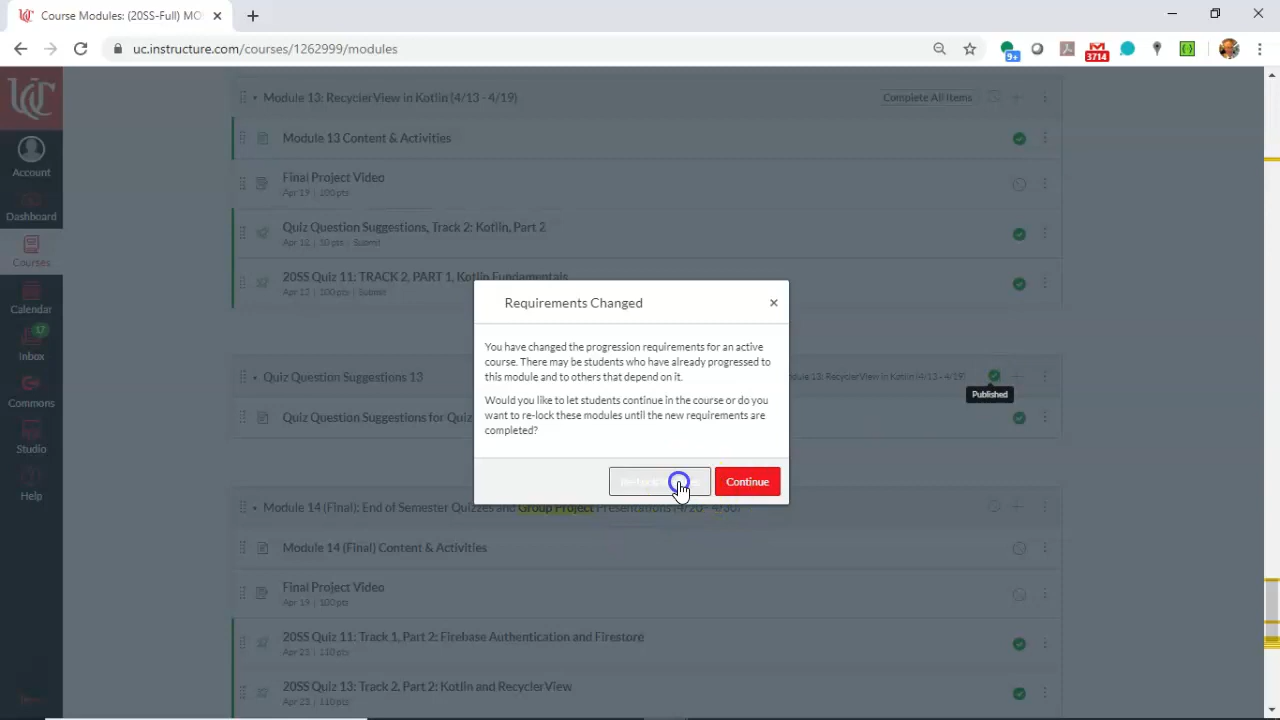 Course Modules: (20SS-Full) MO
uc.instructure.com/courses/1262999/modules
9+
3714
Account
Dashboard
Courses
Calendar
17
Inbox
Commons
Studio
Help
Module 13: RecyclerView in Kotlin (4/13 - 4/19)
Complete All Items
Module 13 Content & Activities
Final Project Video
Apr 19 | 100 pts
Quiz Question Suggestions, Track 2: Kotlin, Part 2
Apr 12 | 10 pts | Submit
20SS Quiz 11: TRACK 2, PART 1, Kotlin Fundamentals
Apr 13 | 100 pts | Submit
Requirements Changed
You have changed the progression requirements for an active
course. There may be students who have already progressed to
this module and to others that depend on it.
Would you like to let students continue in the course or do you
want to re-lock these modules until the new requirements are
completed?
Continue
Quiz Question Suggestions 13
Module 13: RecyclerView in Kotlin (4/13 - 4/19)
Published
Quiz Question Suggestions for Quiz
Module 14 (Final): End of Semester Quizzes and Group Project Presentations (4/20 - 4/30)
Module 14 (Final) Content & Activities
Final Project Video
Apr 19 | 100 pts
20SS Quiz 11: Track 1, Part 2: Firebase Authentication and Firestore
Apr 23 | 110 pts
20SS Quiz 13: Track 2, Part 2: Kotlin and RecyclerView
Apr 23 | 110 pts